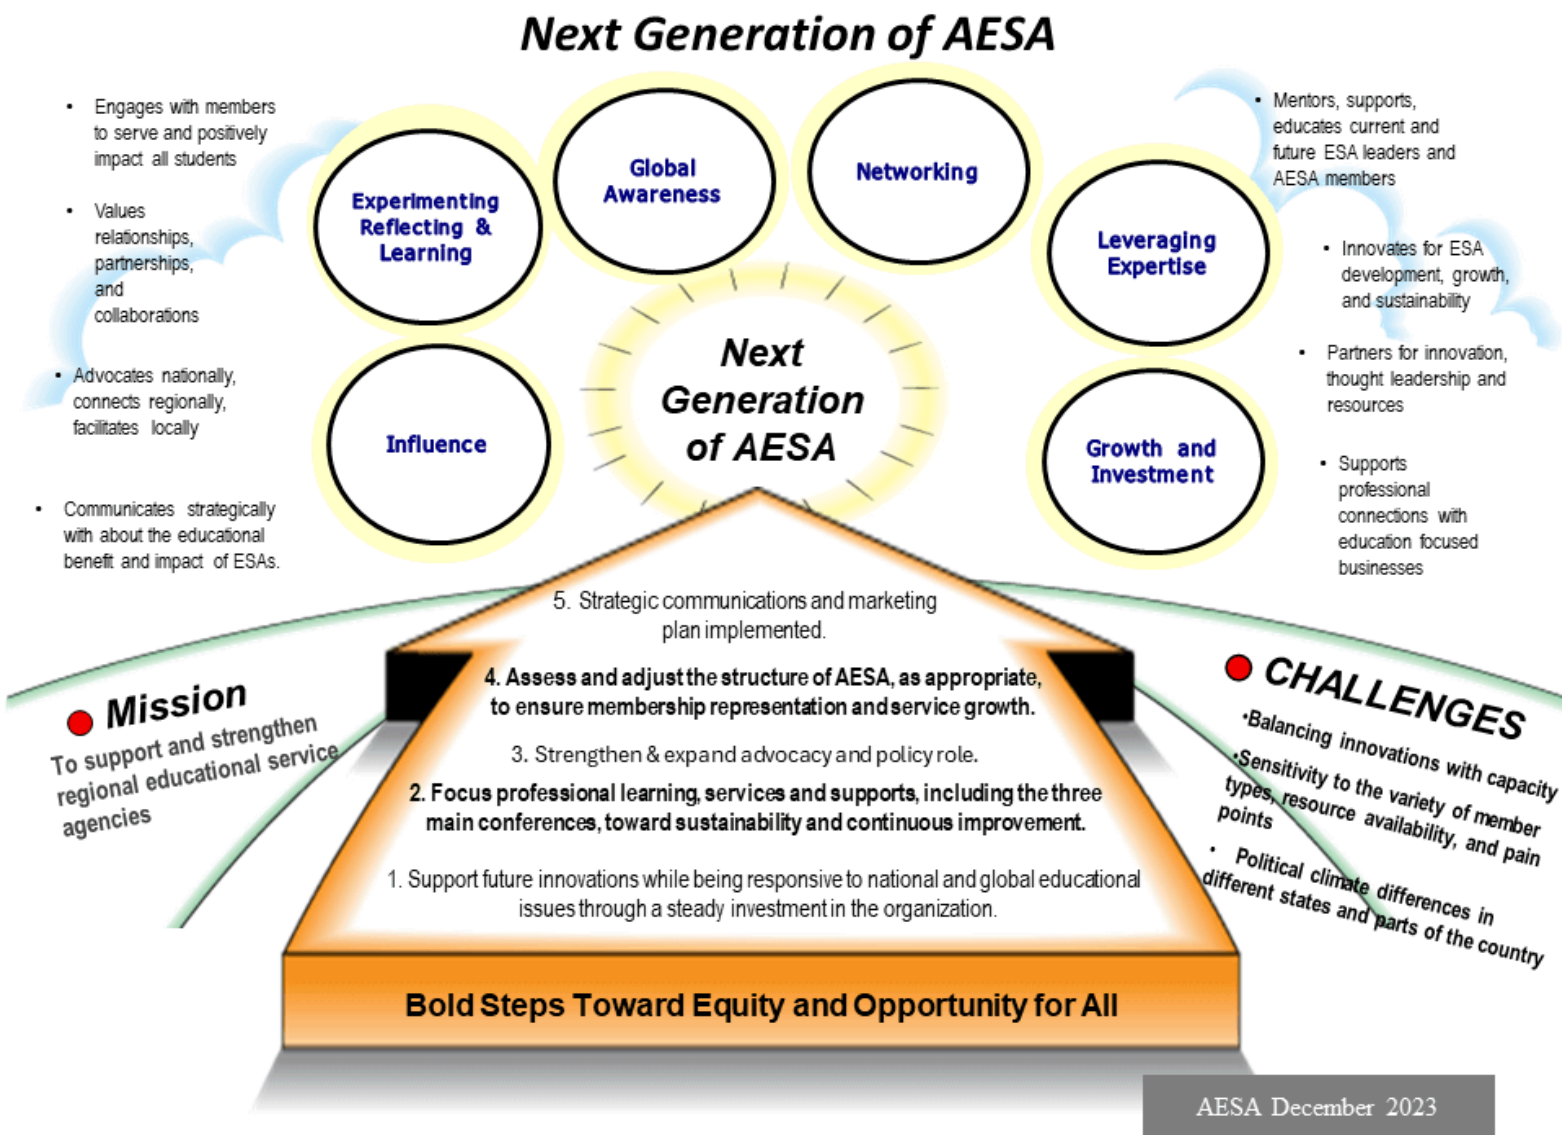 Next Generation of AESA
• Engages with members
to serve and positively
impact all students
• Values
relationships,
partnerships,
and
collaborations
• Advocates nationally,
connects regionally,
facilitates locally
• Communicates strategically
with about the educational
benefit and impact of ESAs.
Experimenting
Reflecting &
Learning
Global
Awareness
Networking
Leveraging
Expertise
Influence
Growth and
Investment
Next
Generation
of AESA
• Mentors, supports,
educates current and
future ESA leaders and
AESA members
• Innovates for ESA
development, growth,
and sustainability
• Partners for innovation,
thought leadership and
resources
• Supports
professional
connections with
education focused
businesses
Mission
To support and strengthen
regional educational service
agencies
5. Strategic communications and marketing
plan implemented.
4. Assess and adjust the structure of AESA, as appropriate,
to ensure membership representation and service growth.
3. Strengthen & expand advocacy and policy role.
2. Focus professional learning, services and supports, including the three
main conferences, toward sustainability and continuous improvement.
1. Support future innovations while being responsive to national and global educational
issues through a steady investment in the organization.
CHALLENGES
•Balancing innovations with capacity
•Sensitivity to the variety of member
types, resource availability, and pain
points
• Political climate differences in
different states and parts of the country
Bold Steps Toward Equity and Opportunity for All
AESA December 2023